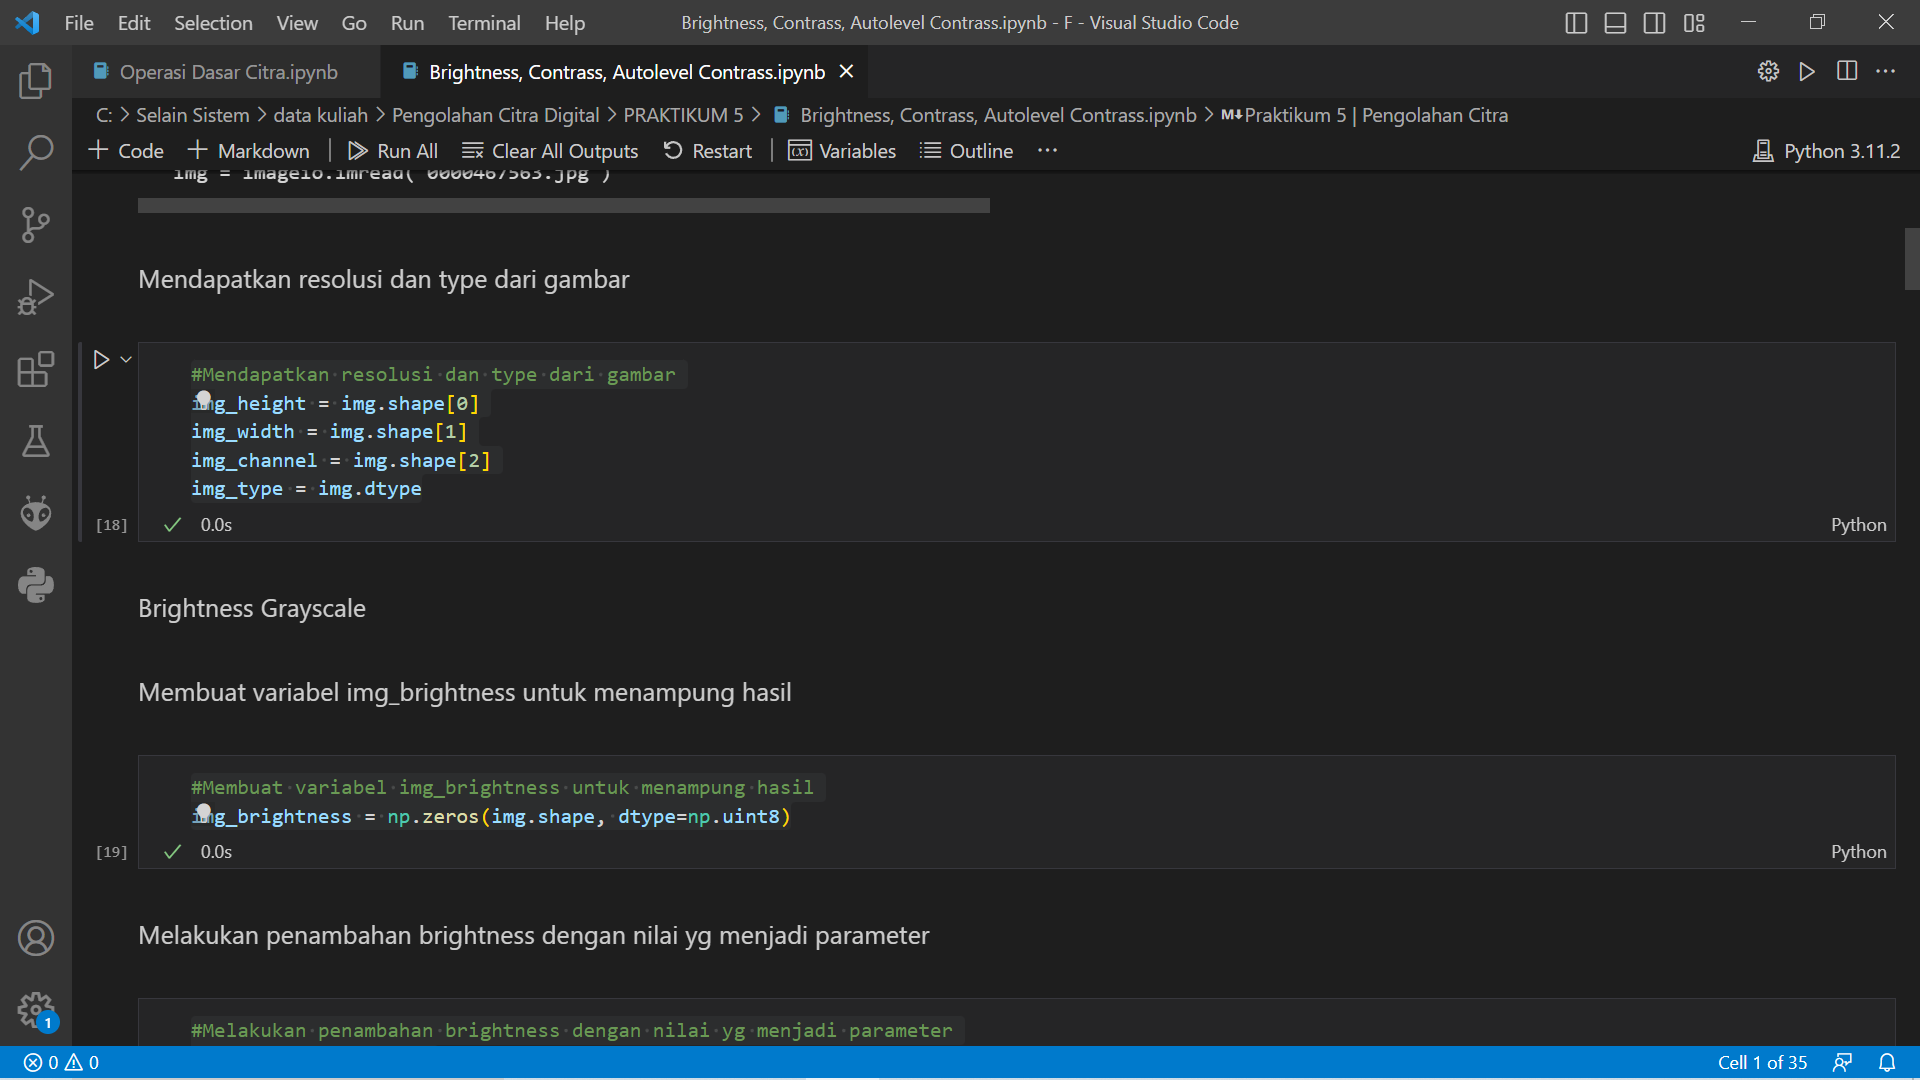 File Edit Selection View Go Run Terminal Help Brightness, Contrass, Autolevel Contrass.ipynb - F - Visual Studio Code
Operasi Dasar Citra.ipynb Brightness, Contrass, Autolevel Contrass.ipynb
C: > Selain Sistem > data kuliah > Pengolahan Citra Digital > PRAKTIKUM 5 > Brightness, Contrass, Autolevel Contrass.ipynb > M↓Praktikum 5 | Pengolahan Citra
+ Code + Markdown | Run All Clear All Outputs Restart | Variables Outline ... Python 3.11.2
img = imageio.imread( 0000467563.jpg )
Mendapatkan resolusi dan type dari gambar
#Mendapatkan resolusi dan type dari gambar
img_height = img.shape[0]
img_width = img.shape[1]
img_channel = img.shape[2]
img_type = img.dtype
[18] 0.0s Python
Brightness Grayscale
Membuat variabel img_brightness untuk menampung hasil
#Membuat variabel img_brightness untuk menampung hasil
img_brightness = np.zeros(img.shape, dtype=np.uint8)
[19] 0.0s Python
Melakukan penambahan brightness dengan nilai yg menjadi parameter
#Melakukan penambahan brightness dengan nilai yg menjadi parameter
1
0 0 Cell 1 of 35